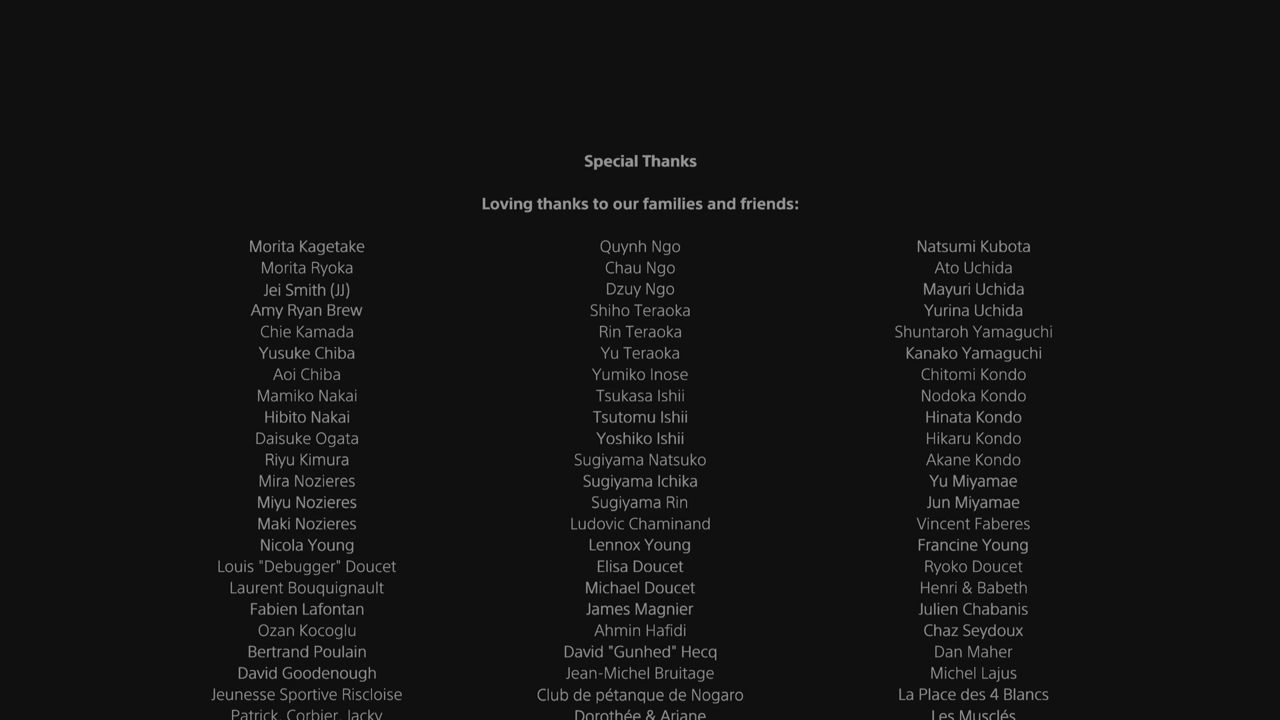 Special Thanks
Loving thanks to our families and friends:
Morita Kagetake Quynh Ngo Natsumi Kubota
Morita Ryoka Chau Ngo Ato Uchida
Jei Smith (JJ) Dzuy Ngo Mayuri Uchida
Amy Ryan Brew Shiho Teraoka Yurina Uchida
Chie Kamada Rin Teraoka Shuntaroh Yamaguchi
Yusuke Chiba Yu Teraoka Kanako Yamaguchi
Aoi Chiba Yumiko Inose Chitomi Kondo
Mamiko Nakai Tsukasa Ishii Nodoka Kondo
Hibito Nakai Tsutomu Ishii Hinata Kondo
Daisuke Ogata Yoshiko Ishii Hikaru Kondo
Riyu Kimura Sugiyama Natsuko Akane Kondo
Mira Nozieres Sugiyama Ichika Yu Miyamae
Miyu Nozieres Sugiyama Rin Jun Miyamae
Maki Nozieres Ludovic Chaminand Vincent Faberes
Nicola Young Lennox Young Francine Young
Louis "Debugger" Doucet Elisa Doucet Ryoko Doucet
Laurent Bouquignault Michael Doucet Henri & Babeth
Fabien Lafontan James Magnier Julien Chabanis
Ozan Kocoglu Ahmin Hafidi Chaz Seydoux
Bertrand Poulain David "Gunhed" Hecq Dan Maher
David Goodenough Jean-Michel Bruitage Michel Lajus
Jeunesse Sportive Riscloise Club de pétanque de Nogaro La Place des 4 Blancs
Patrick, Corbier, Jacky Dorothée & Ariane Les Musclés